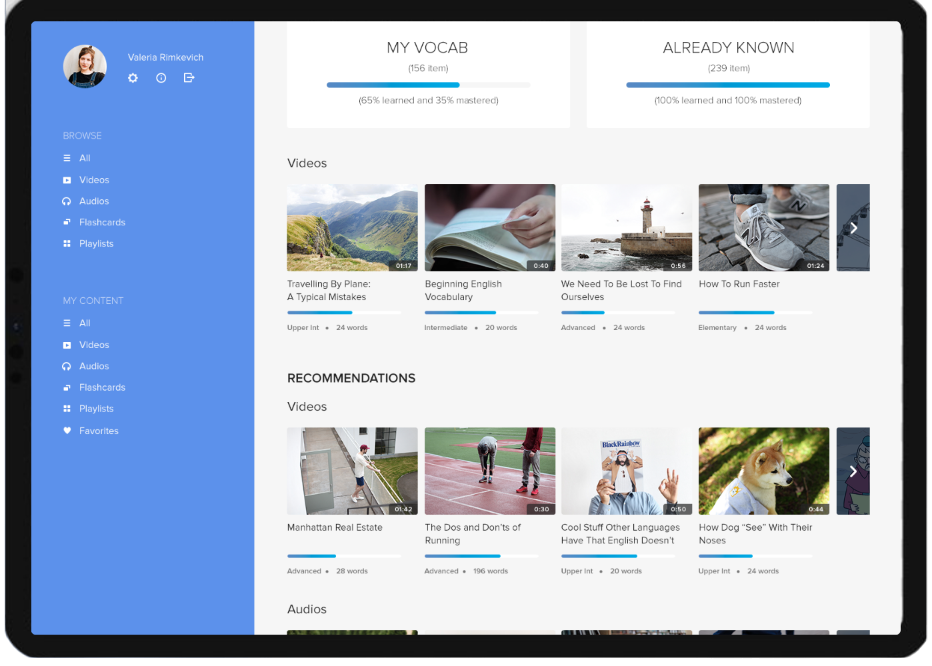 Valeria Rimkevich
BROWSE
All
Videos
Audios
Flashcards
Playlists
MY CONTENT
All
Videos
Audios
Flashcards
Playlists
Favorites
MY VOCAB
(156 item)
(65% learned and 35% mastered)
ALREADY KNOWN
(239 item)
(100% learned and 100% mastered)
Videos
01:17
Travelling By Plane:
A Typical Mistakes
Upper Int • 24 words
0:40
Beginning English
Vocabulary
Intermediate • 20 words
0:56
We Need To Be Lost To Find
Ourselves
Advanced • 24 words
01:24
How To Run Faster
Elementary • 24 words
RECOMMENDATIONS
Videos
01:42
Manhattan Real Estate
Advanced • 28 words
0:30
The Dos and Don'ts of
Running
Advanced • 196 words
BlackRainbow
0:50
Cool Stuff Other Languages
Have That English Doesn't
Upper Int • 20 words
0:44
How Dog "See" With Their
Noses
Upper Int • 24 words
Audios